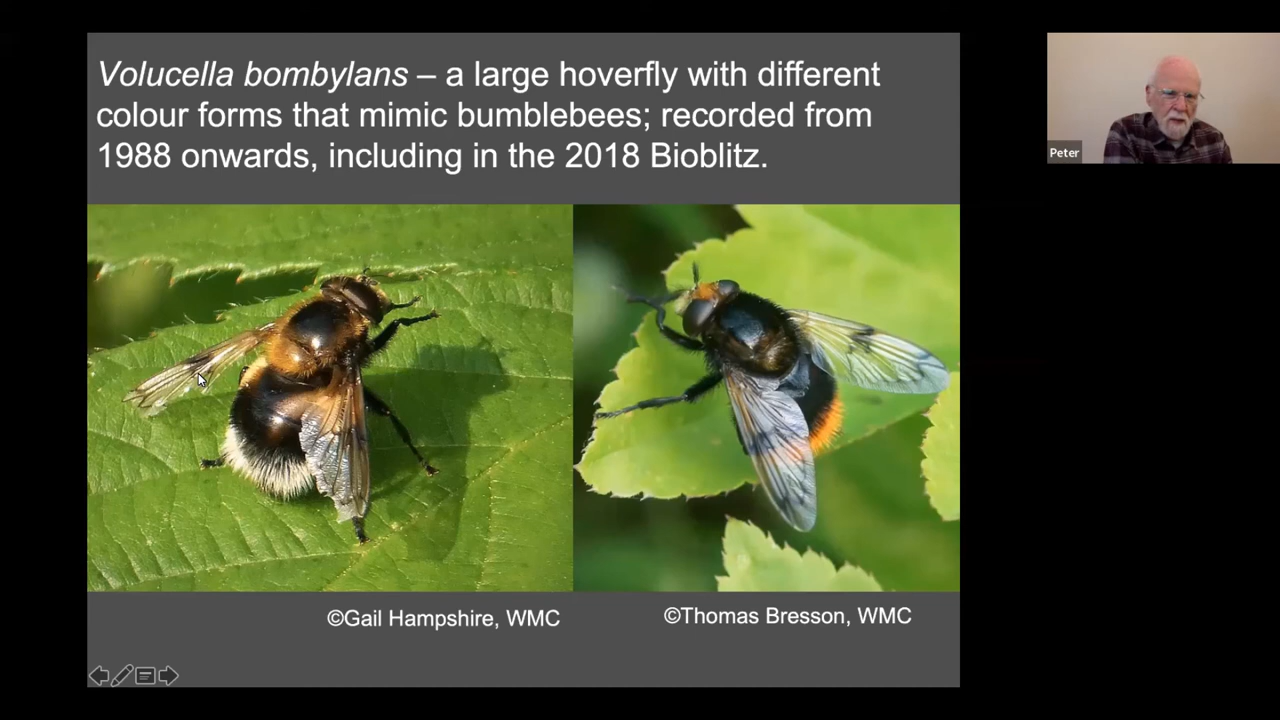 Volucella bombylans – a large hoverfly with different
colour forms that mimic bumblebees; recorded from
1988 onwards, including in the 2018 Bioblitz.
Peter
©Gail Hampshire, WMC
©Thomas Bresson, WMC